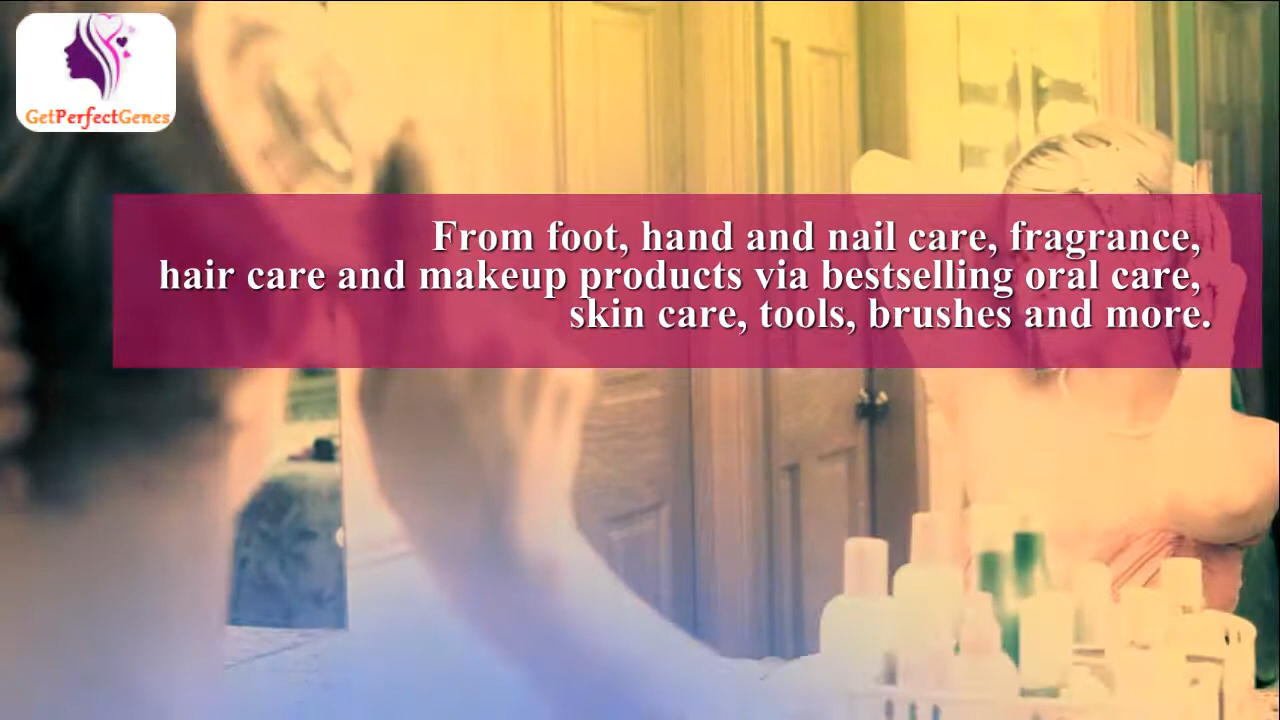 GetPerfectGenes
From foot, hand and nail care, fragrance,
hair care and makeup products via bestselling oral care,
skin care, tools, brushes and more.